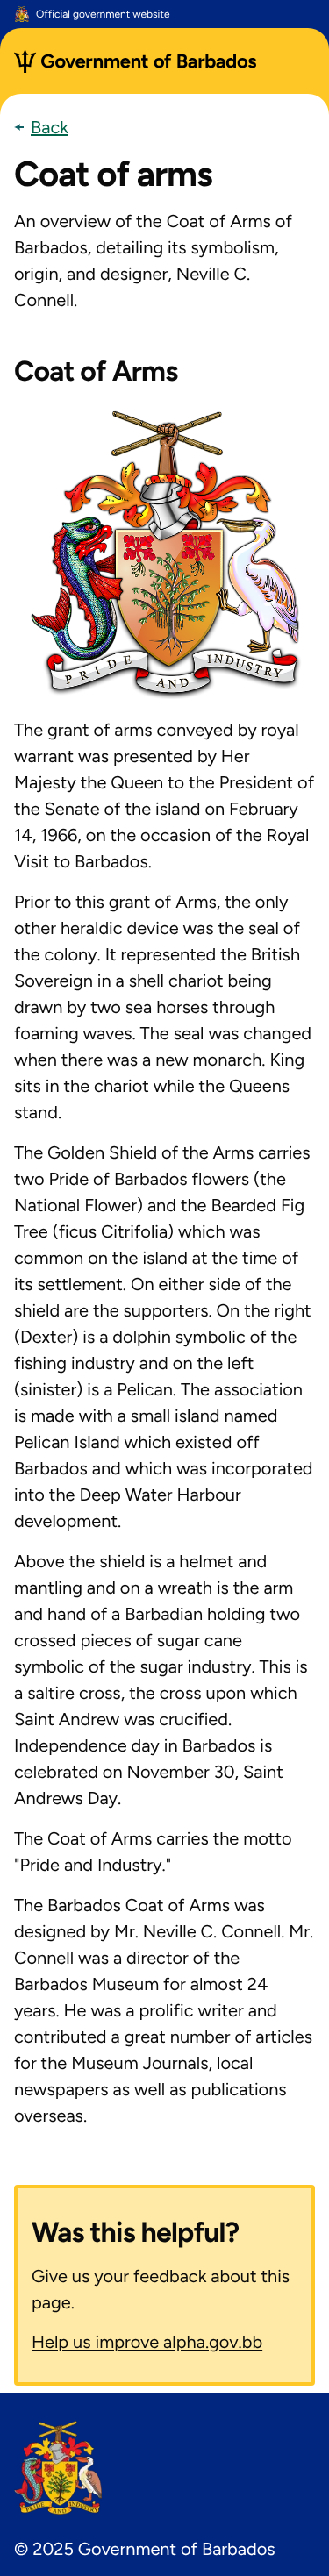 Official government website
Government of Barbados
← Back
Coat of arms
An overview of the Coat of Arms of
Barbados, detailing its symbolism,
origin, and designer, Neville C.
Connell.
Coat of Arms
PRIDE AND INDUSTRY
The grant of arms conveyed by royal
warrant was presented by Her
Majesty the Queen to the President of
the Senate of the island on February
14, 1966, on the occasion of the Royal
Visit to Barbados.
Prior to this grant of Arms, the only
other heraldic device was the seal of
the colony. It represented the British
Sovereign in a shell chariot being
drawn by two sea horses through
foaming waves. The seal was changed
when there was a new monarch. King
sits in the chariot while the Queens
stand.
The Golden Shield of the Arms carries
two Pride of Barbados flowers (the
National Flower) and the Bearded Fig
Tree (ficus Citrifolia) which was
common on the island at the time of
its settlement. On either side of the
shield are the supporters. On the right
(Dexter) is a dolphin symbolic of the
fishing industry and on the left
(sinister) is a Pelican. The association
is made with a small island named
Pelican Island which existed off
Barbados and which was incorporated
into the Deep Water Harbour
development.
Above the shield is a helmet and
mantling and on a wreath is the arm
and hand of a Barbadian holding two
crossed pieces of sugar cane
symbolic of the sugar industry. This is
a saltire cross, the cross upon which
Saint Andrew was crucified.
Independence day in Barbados is
celebrated on November 30, Saint
Andrews Day.
The Coat of Arms carries the motto
"Pride and Industry."
The Barbados Coat of Arms was
designed by Mr. Neville C. Connell. Mr.
Connell was a director of the
Barbados Museum for almost 24
years. He was a prolific writer and
contributed a great number of articles
for the Museum Journals, local
newspapers as well as publications
overseas.
Was this helpful?
Give us your feedback about this
page.
Help us improve alpha.gov.bb
PRIDE AND INDUSTRY
© 2025 Government of Barbados